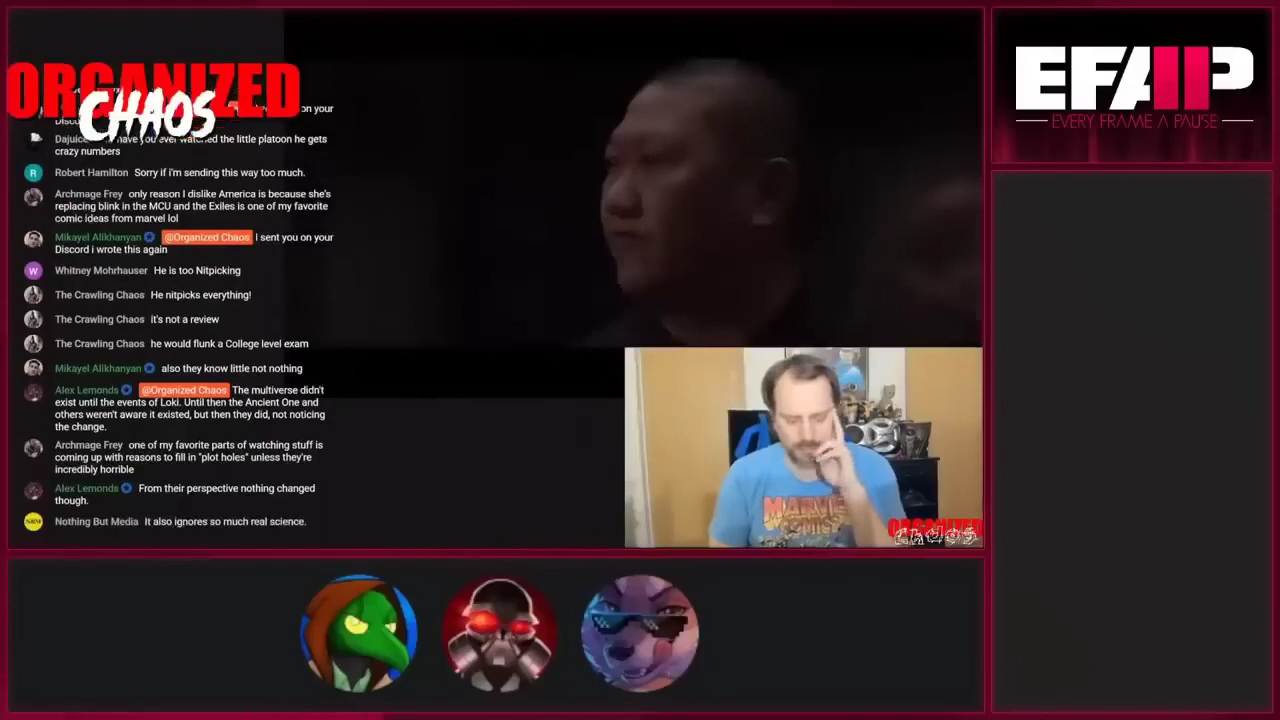 ORGANIZED
CHAOS
on your
Disco
Dajuice have you ever watched the little platoon he gets
crazy numbers
R Robert Hamilton Sorry if i'm sending this way too much.
Archmage Frey only reason I dislike America is because she's
replacing blink in the MCU and the Exiles is one of my favorite
comic ideas from marvel lol
Mikayel Alikhanyan @Organized Chaos I sent you on your
Discord i wrote this again
W Whitney Mohrhauser He is too Nitpicking
The Crawling Chaos He nitpicks everything!
The Crawling Chaos it's not a review
The Crawling Chaos he would flunk a College level exam
Mikayel Alikhanyan also they know little not nothing
Alex Lemonds @Organized Chaos The multiverse didn't
exist until the events of Loki. Until then the Ancient One and
others weren't aware it existed, but then they did, not noticing
the change.
Archmage Frey one of my favorite parts of watching stuff is
coming up with reasons to fill in "plot holes" unless they're
incredibly horrible
Alex Lemonds From their perspective nothing changed
though.
NBM Nothing But Media It also ignores so much real science.
MARVEL
COMICS
ORGANIZED
CHAOS
EFAP
EVERY FRAME A PAUSE